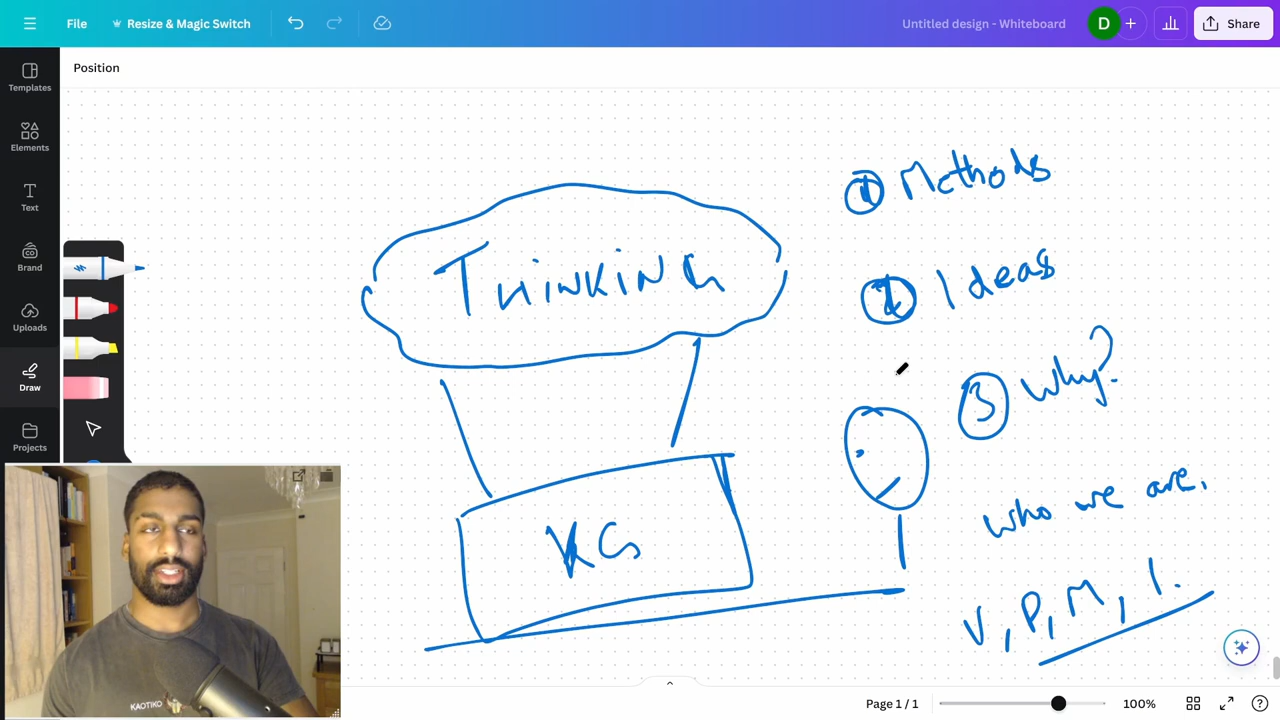 File
Resize & Magic Switch
Untitled design - Whiteboard
D
Share
Position
Templates
Elements
Text
Brand
Uploads
Draw
Projects
THiNKiNG
KG
1 Methods
2 Ideas
3 Why?
who we are.
V, P, M, I.
KAOTIKO
Page 1 / 1
100%